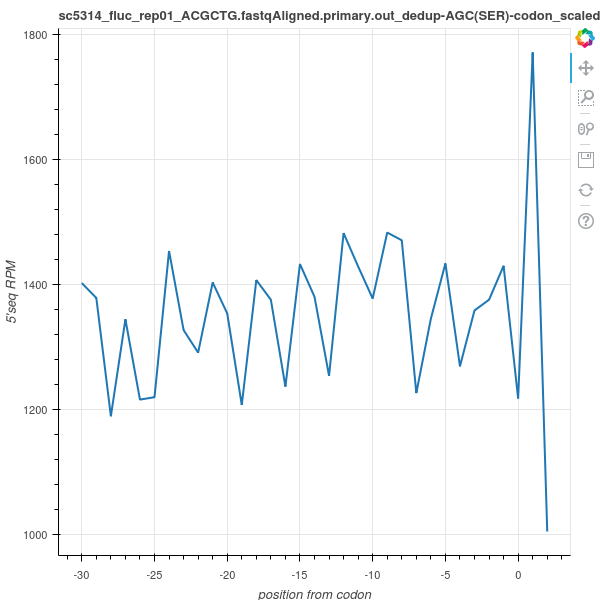 sc5314_fluc_rep01_ACGCTG.fastqAligned.primary.out_dedup-AGC(SER)-codon_scaled
1800
1600
1400
1200
1000
5'seq RPM
-30 -25 -20 -15 -10 -5 0
position from codon